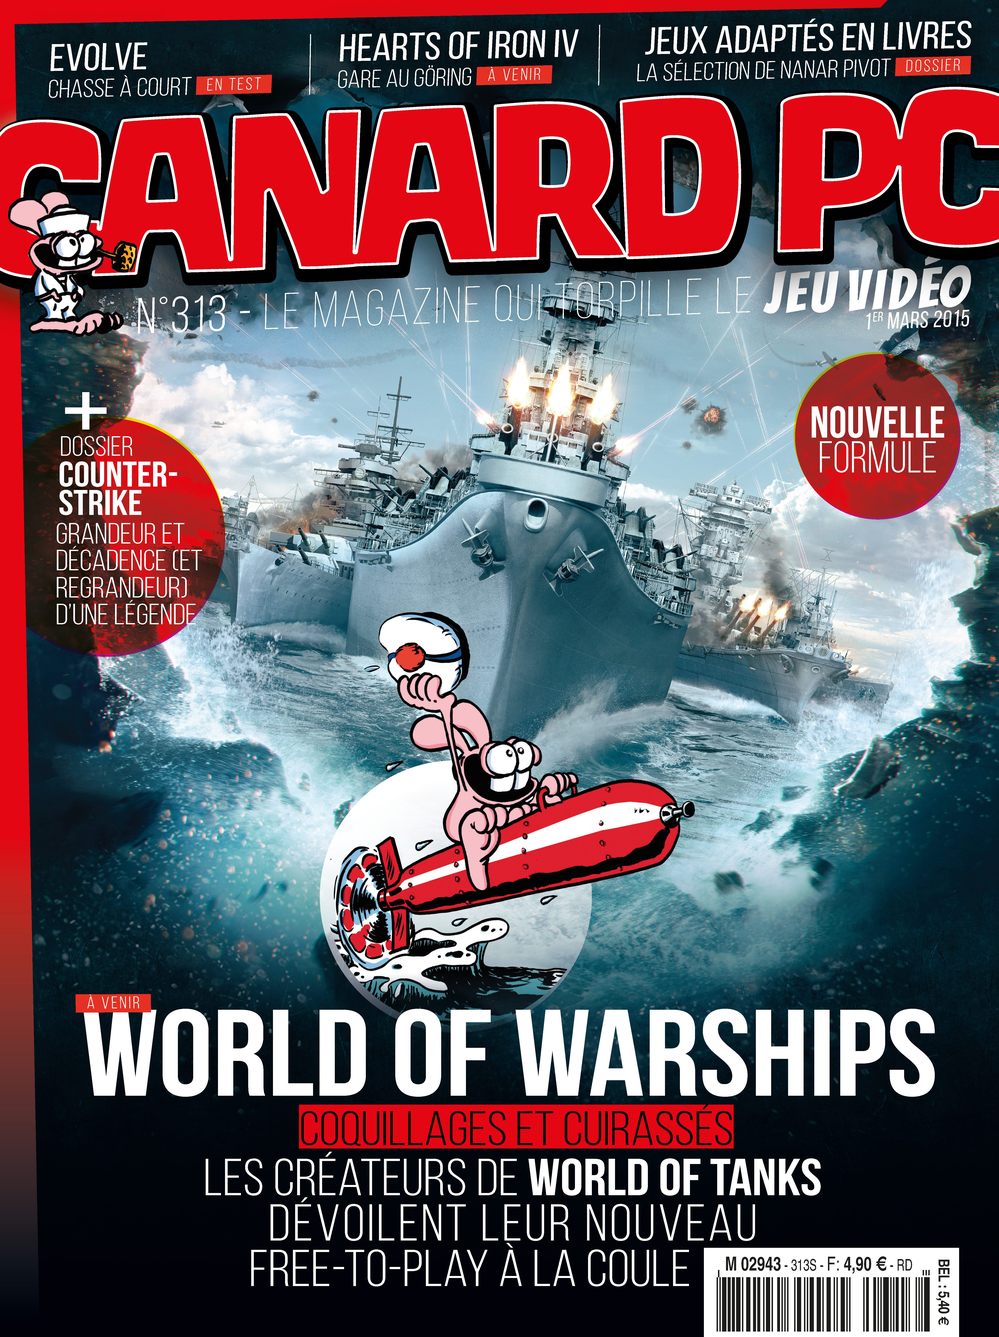 EVOLVE
CHASSE À COURT EN TEST
HEARTS OF IRON IV
GARE AU GÖRING À VENIR
JEUX ADAPTÉS EN LIVRES
LA SÉLECTION DE NANAR PIVOT DOSSIER
CANARD PC
N°313 - LE MAGAZINE QUI TORPILLE LE JEU VIDÉO
1ER MARS 2015
+
DOSSIER
COUNTER-
STRIKE
GRANDEUR ET
DÉCADENCE (ET
REGRANDEUR)
D'UNE LÉGENDE
NOUVELLE
FORMULE
À VENIR
WORLD OF WARSHIPS
COQUILLAGES ET CUIRASSÉS
LES CRÉATEURS DE WORLD OF TANKS
DÉVOILENT LEUR NOUVEAU
FREE-TO-PLAY À LA COULE
M 02943 - 313S - F: 4,90 € - RD
BEL : 5,40 €